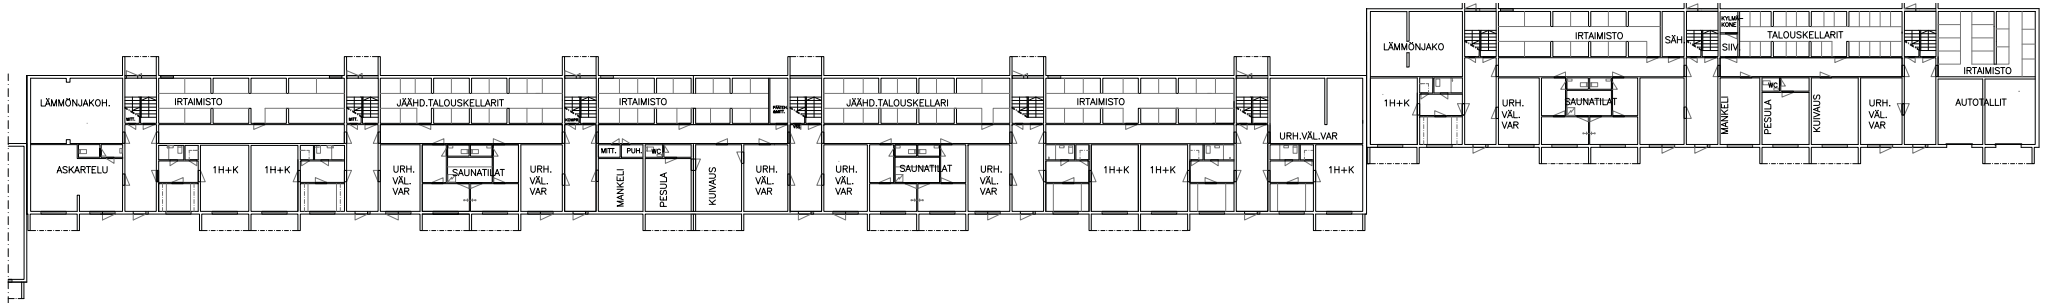 LÄMMÖNJAKOH.
MITT.
IRTAIMISTO
MITT.
JÄÄHD.TALOUSKELLARIT
IRTAIMISTO
JÄÄHD.TALOUSKELLARI
IRTAIMISTO
URH.VÄL.VAR
ASKARTELU
1H+K
1H+K
URH.
VÄL.
VAR
SAUNATILAT
URH.
VÄL.
VAR
MITT.
PUH.
WC
MANKELI
PESULA
KUIVAUS
URH.
VÄL.
VAR
URH.
VÄL.
VAR
SAUNATILAT
URH.
VÄL.
VAR
1H+K
1H+K
1H+K
LÄMMÖNJAKO
IRTAIMISTO
SÄH.
KYLMÄ-
KONE
SIIV.
TALOUSKELLARIT
IRTAIMISTO
1H+K
URH.
VÄL.
VAR
SAUNATILAT
MANKELI
WC
PESULA
KUIVAUS
URH.
VÄL.
VAR
AUTOTALLIT